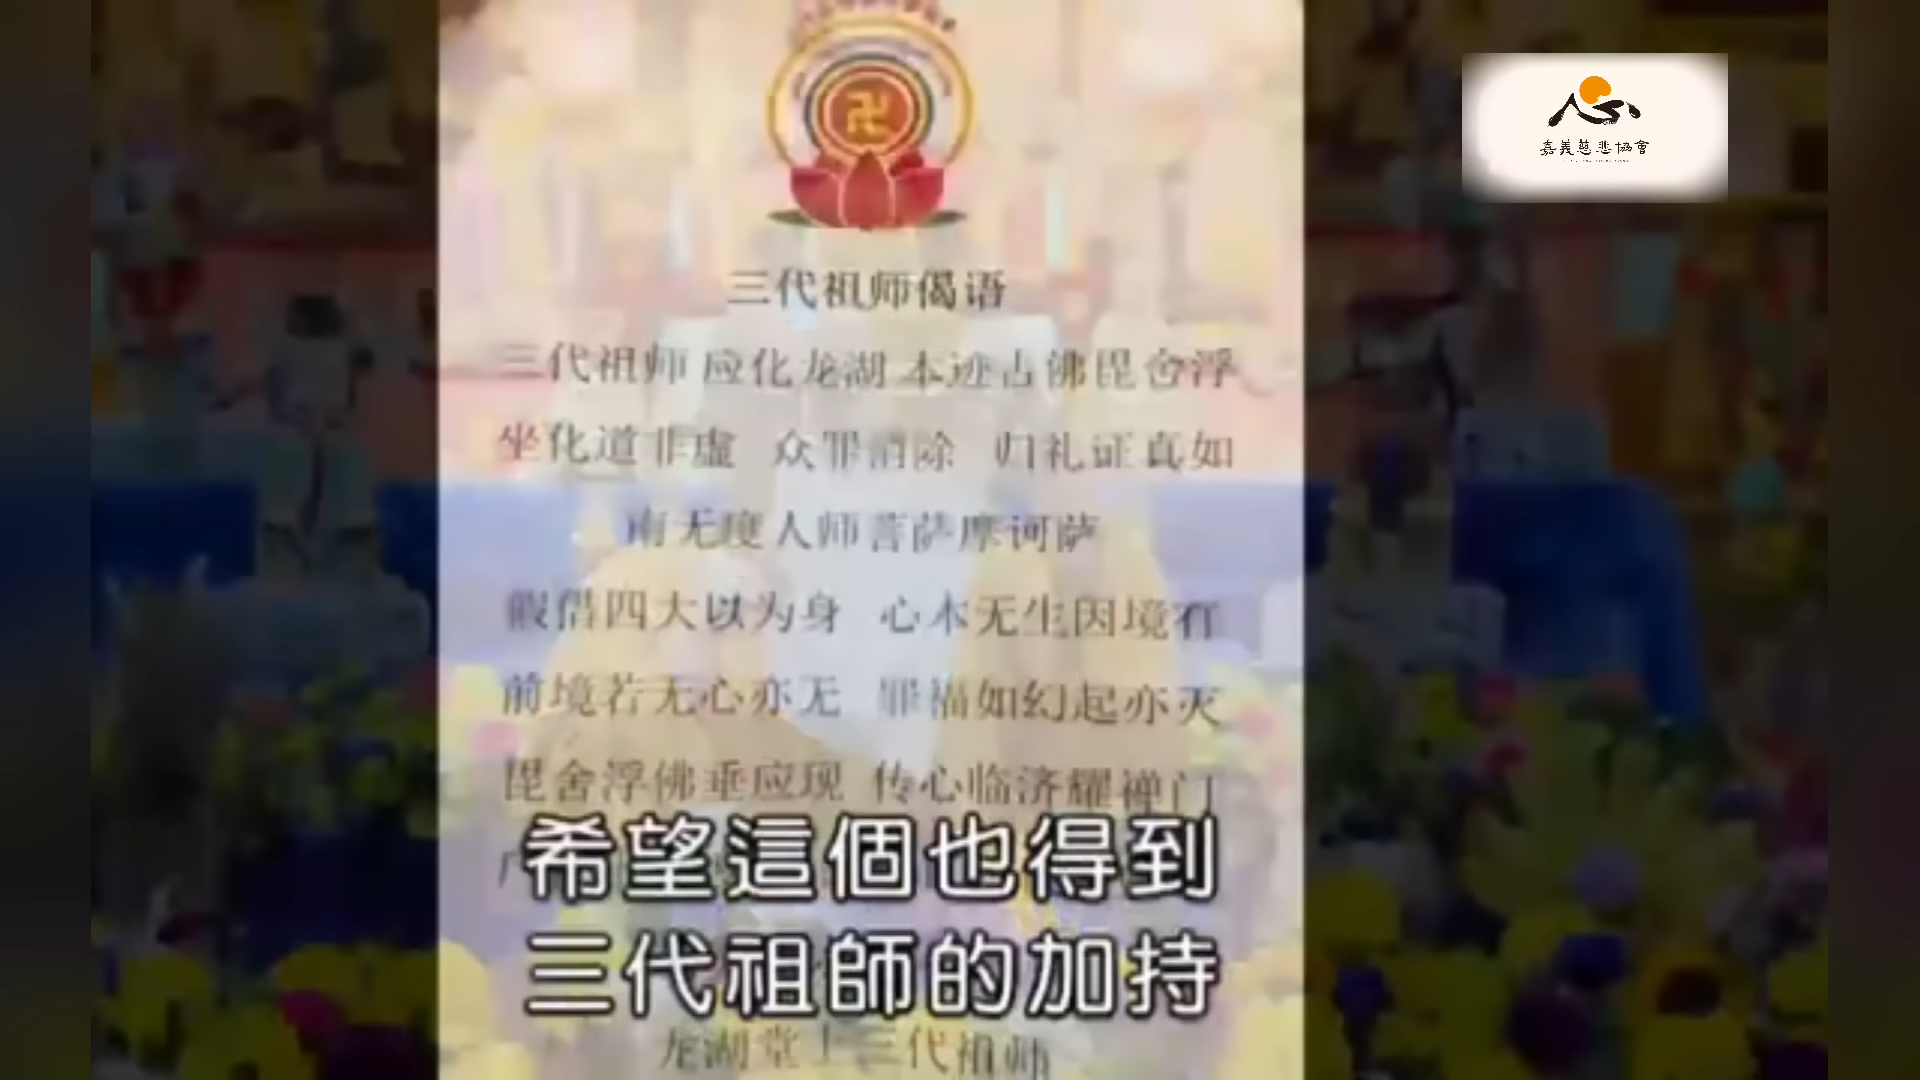 嘉義慈悲協會
三代祖师偈语
三代祖师 应化龙湖 本迹古佛毘舍浮
坐化道非虚 众罪消除 归礼证真如
南无度人师菩萨摩诃萨
假借四大以为身 心本无生因境有
前境若无心亦无 罪福如幻起亦灭
毘舍浮佛垂应现 传心临济耀禅门
希望這個也得到
三代祖師的加持
龙湖堂上三代祖师